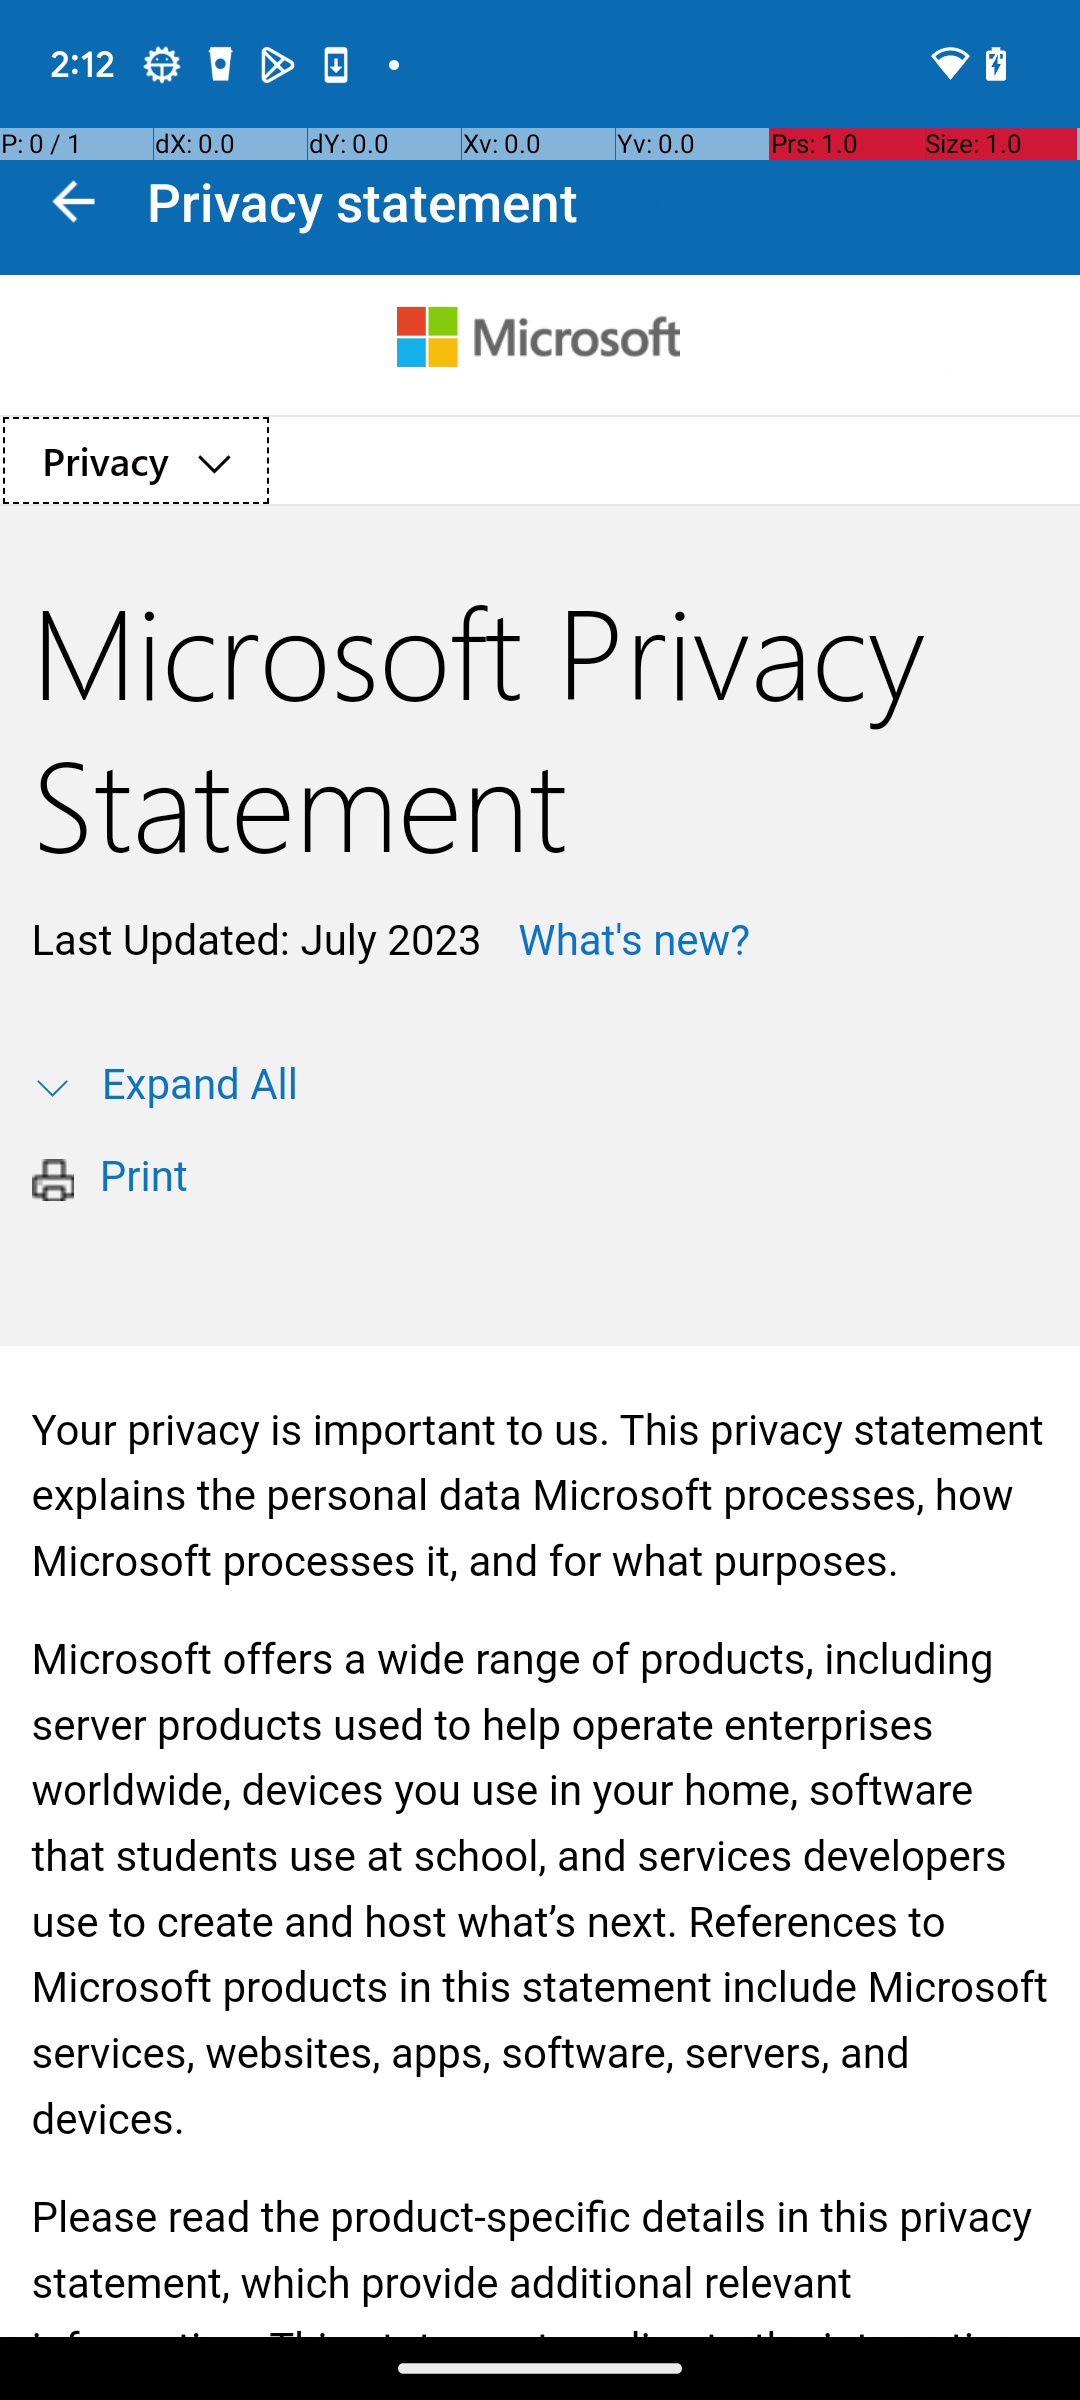 2:12
P: 0 / 1 dX: 0.0 dY: 0.0 Xv: 0.0 Yv: 0.0 Prs: 1.0 Size: 1.0
Privacy statement
Microsoft
Privacy
Microsoft Privacy
Statement
Last Updated: July 2023 What's new?
Expand All
Print
Your privacy is important to us. This privacy statement
explains the personal data Microsoft processes, how
Microsoft processes it, and for what purposes.
Microsoft offers a wide range of products, including
server products used to help operate enterprises
worldwide, devices you use in your home, software
that students use at school, and services developers
use to create and host what’s next. References to
Microsoft products in this statement include Microsoft
services, websites, apps, software, servers, and
devices.
Please read the product-specific details in this privacy
statement, which provide additional relevant